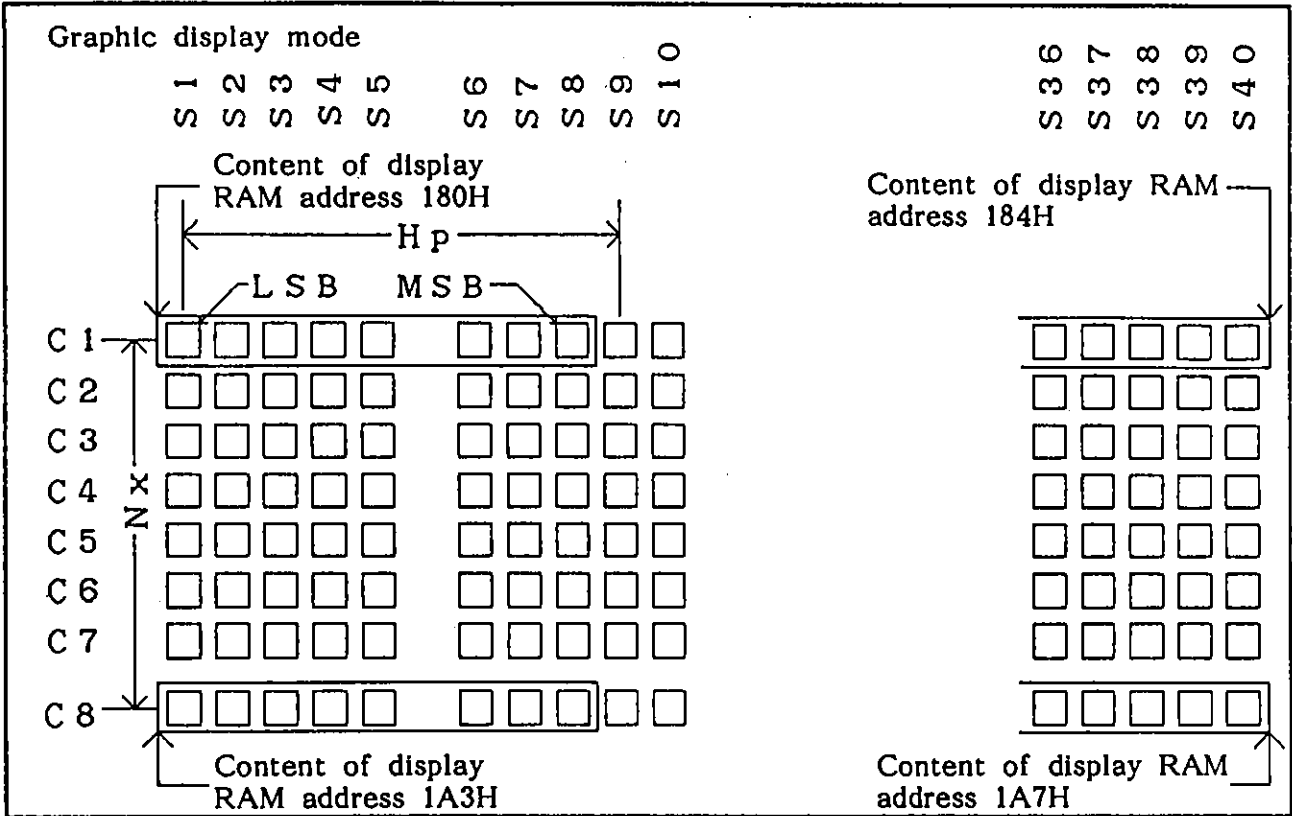 Graphic display mode
S1 S2 S3 S4 S5 S6 S7 S8 S9 S10 S36 S37 S38 S39 S40
Content of display
RAM address 180H
Content of display RAM
address 184H
Hp
LSB MSB
C1
C2
C3
C4
Nx
C5
C6
C7
C8
Content of display
RAM address 1A3H
Content of display RAM
address 1A7H